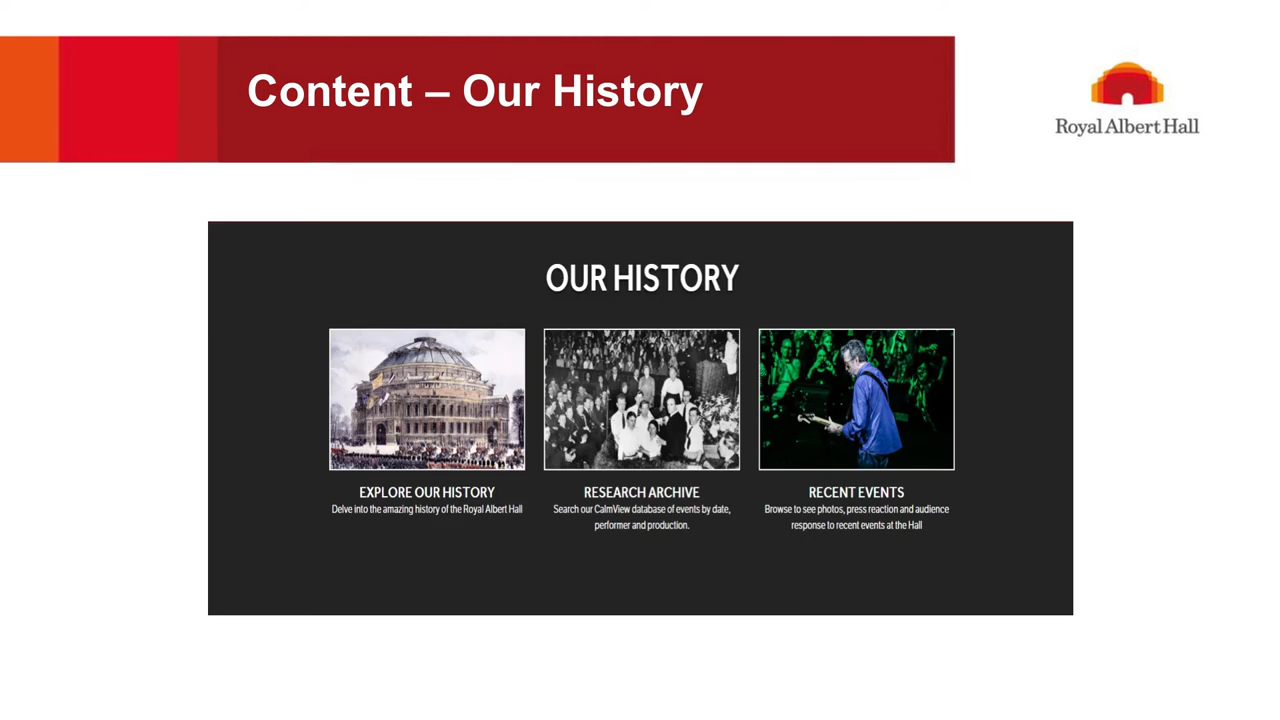 Content – Our History
Royal Albert Hall
OUR HISTORY
EXPLORE OUR HISTORY
Delve into the amazing history of the Royal Albert Hall
RESEARCH ARCHIVE
Search our CalmView database of events by date,
performer and production.
RECENT EVENTS
Browse to see photos, press reaction and audience
response to recent events at the Hall